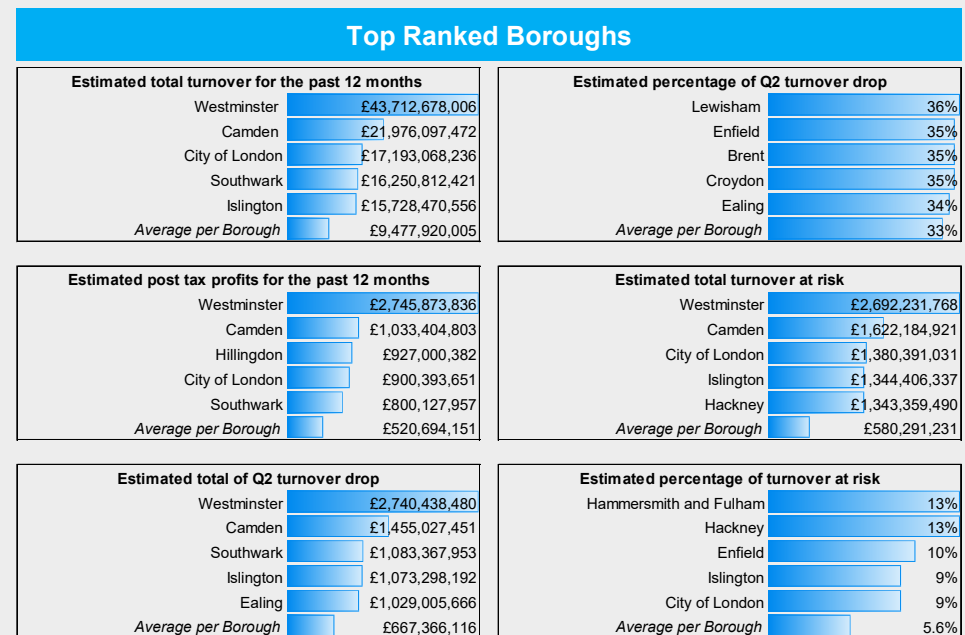 Top Ranked Boroughs
Estimated total turnover for the past 12 months
Westminster £43,712,678,006
Camden £21,976,097,472
City of London £17,193,068,236
Southwark £16,250,812,421
Islington £15,728,470,556
Average per Borough £9,477,920,005
Estimated percentage of Q2 turnover drop
Lewisham 36%
Enfield 35%
Brent 35%
Croydon 35%
Ealing 34%
Average per Borough 33%
Estimated post tax profits for the past 12 months
Westminster £2,745,873,836
Camden £1,033,404,803
Hillingdon £927,000,382
City of London £900,393,651
Southwark £800,127,957
Average per Borough £520,694,151
Estimated total turnover at risk
Westminster £2,692,231,768
Camden £1,622,184,921
City of London £1,380,391,031
Islington £1,344,406,337
Hackney £1,343,359,490
Average per Borough £580,291,231
Estimated total of Q2 turnover drop
Westminster £2,740,438,480
Camden £1,455,027,451
Southwark £1,083,367,953
Islington £1,073,298,192
Ealing £1,029,005,666
Average per Borough £667,366,116
Estimated percentage of turnover at risk
Hammersmith and Fulham 13%
Hackney 13%
Enfield 10%
Islington 9%
City of London 9%
Average per Borough 5.6%